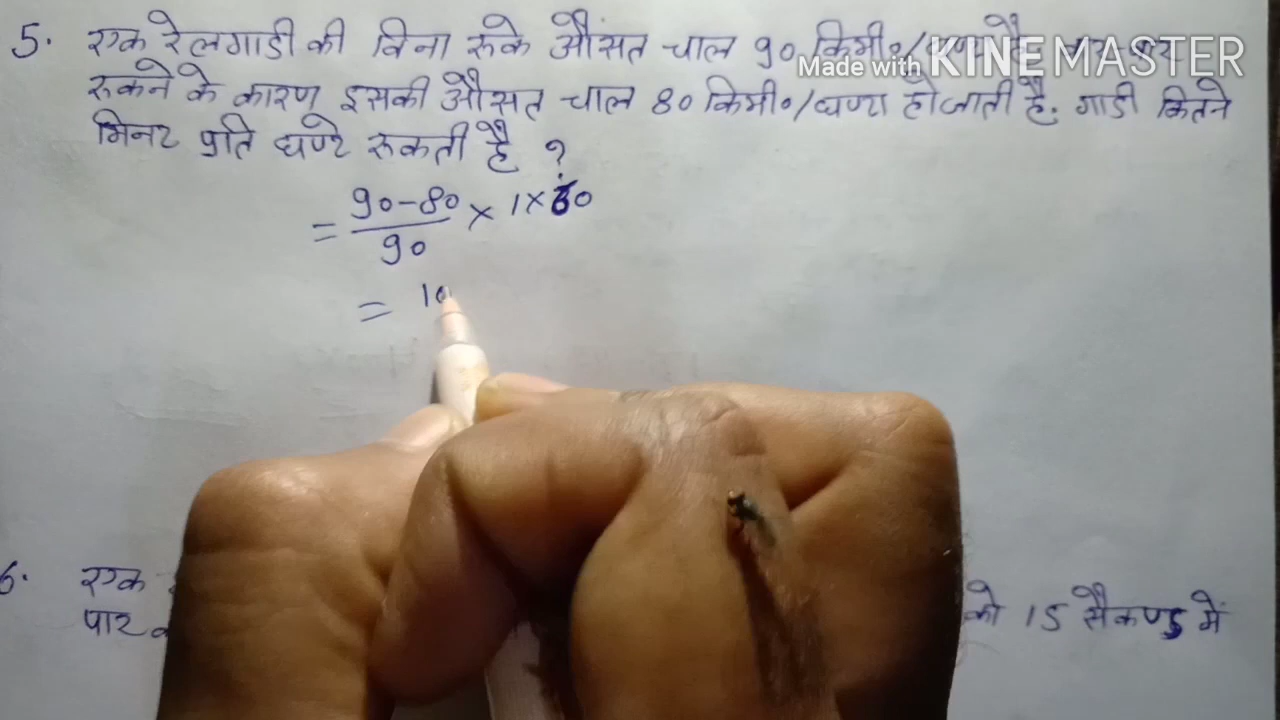 5. एक रेलगाडी की बिना रूके औसत चाल 90 किमी०/घण्टा है
Made with KINEMASTER
रूकने के कारण इसकी औसत चाल 80 किमी०/घण्टा हो जाती है. गाडी कितने
मिनट प्रति घण्टे रूकती है ?
= 90-80/90 × 1×60
= 10
6. एक
पार को 15 सैकण्ड में